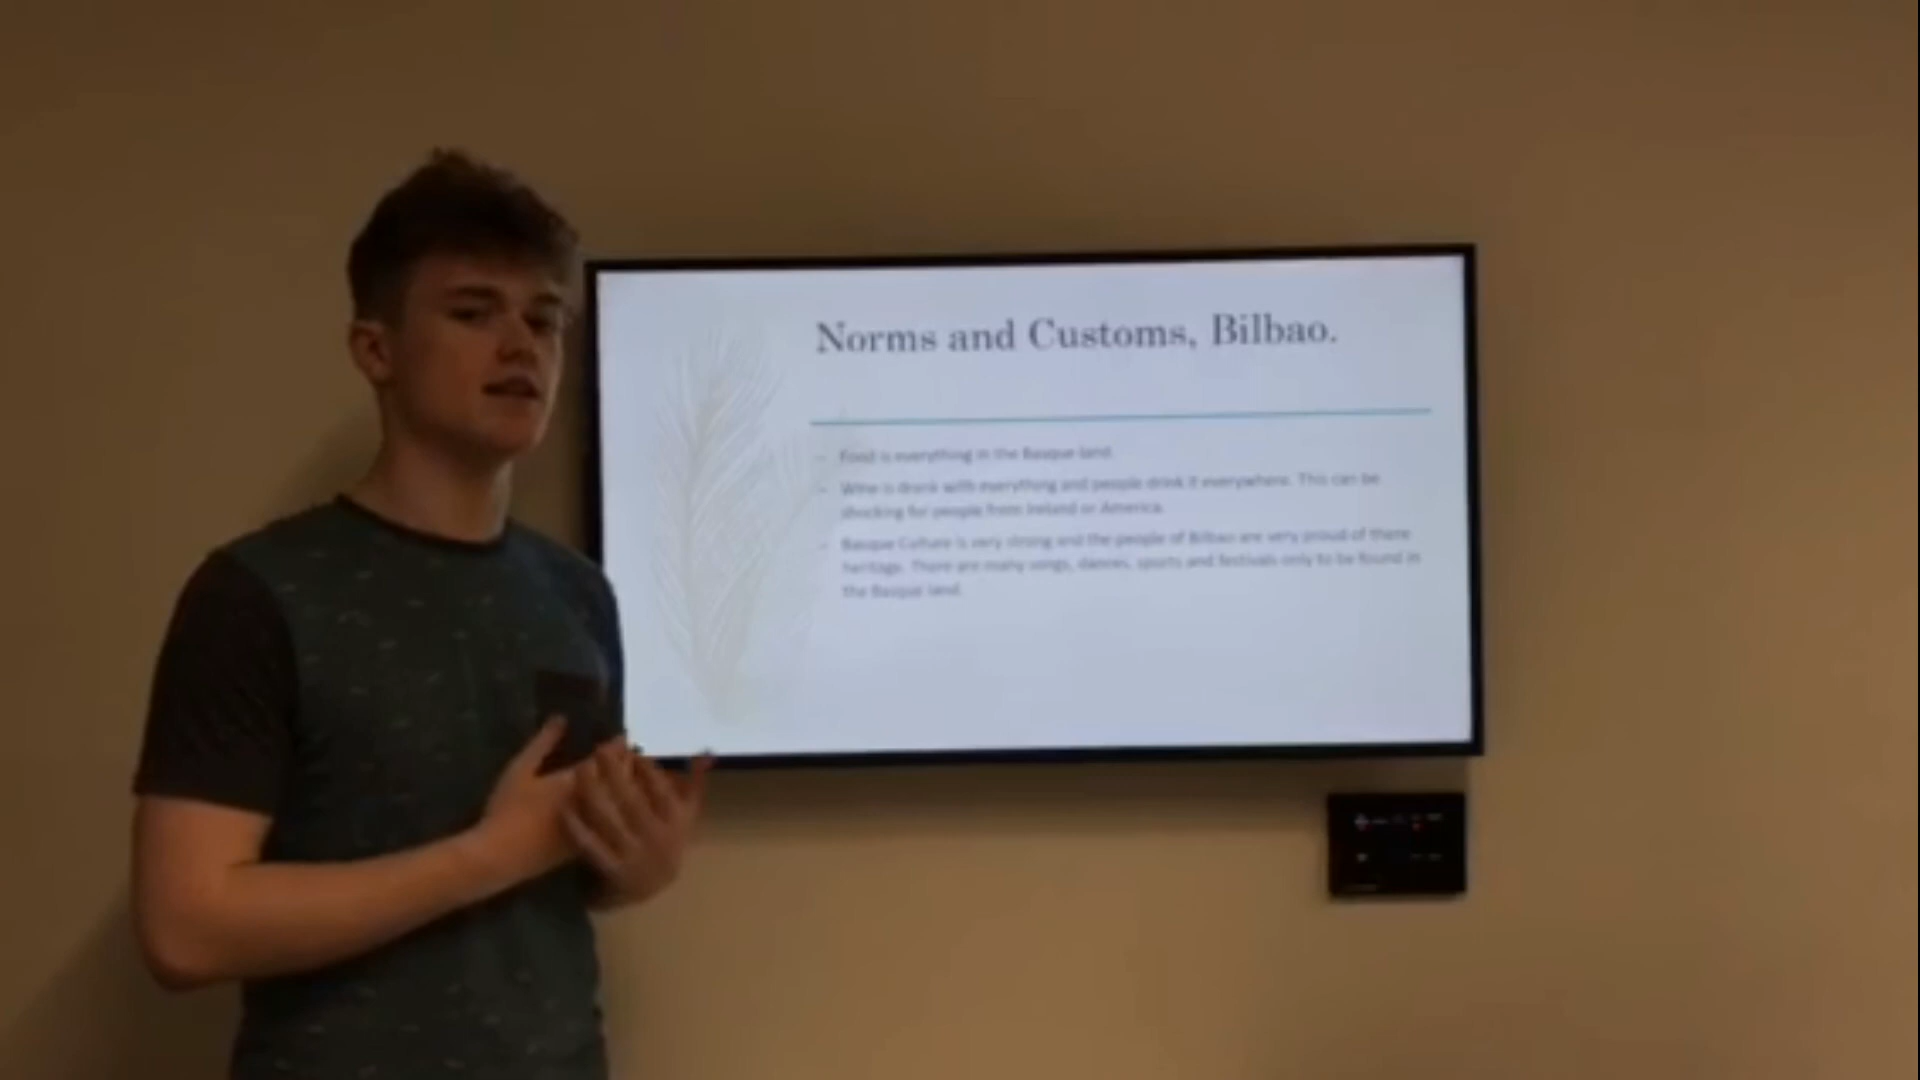 Norms and Customs, Bilbao.
- Food is everything in the Basque land.
- Wine is drank with everything and people drink it everywhere. This can be
shocking for people from Ireland or America.
- Basque Culture is very strong and the people of Bilbao are very proud of there
heritage. There are many songs, dances, sports and festivals only to be found in
the Basque land.